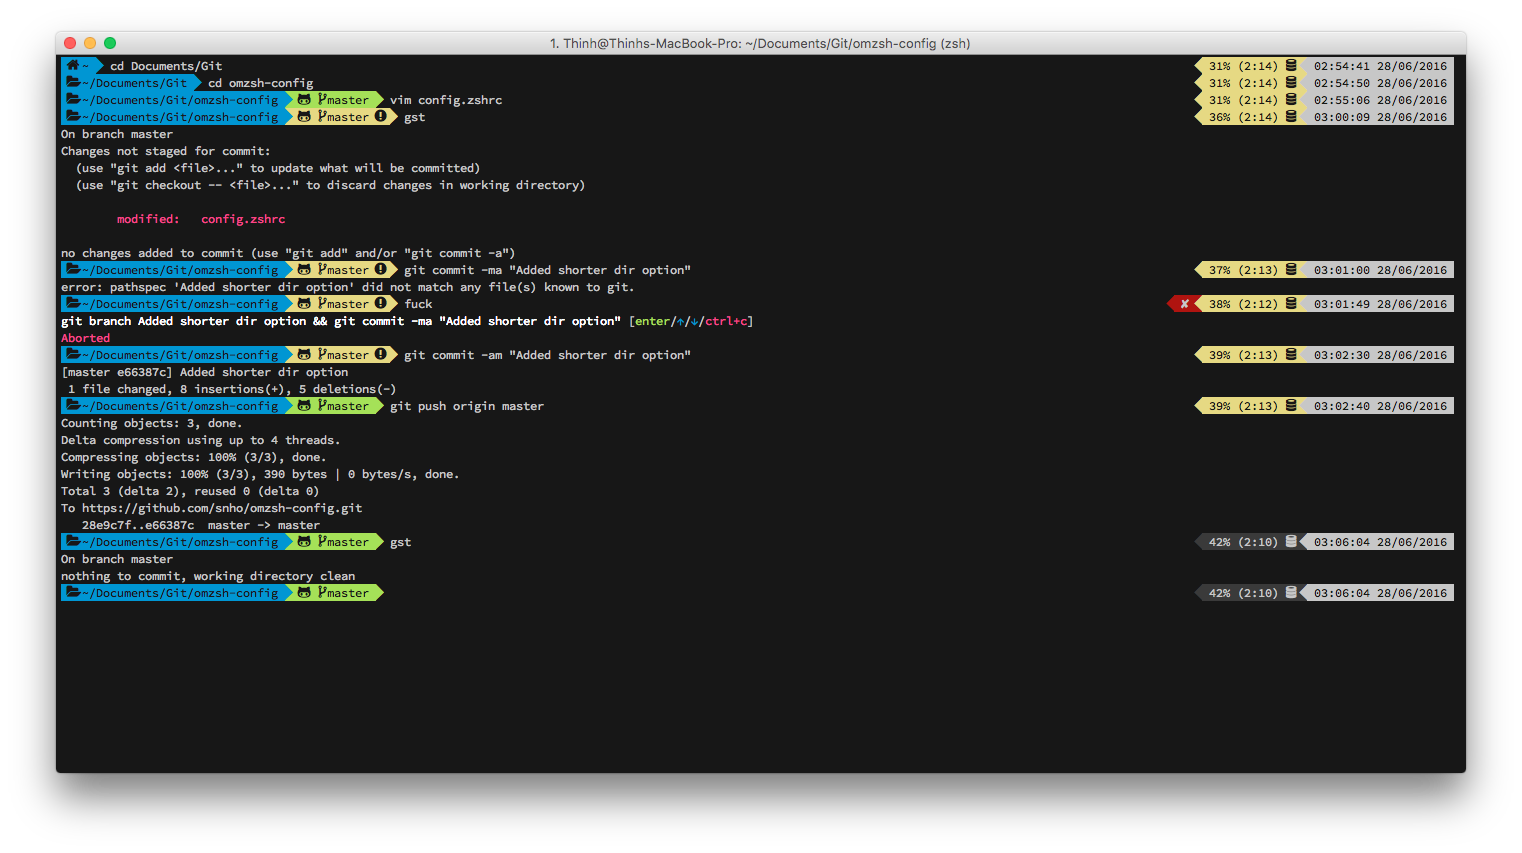 1. Thinh@Thinhs-MacBook-Pro: ~/Documents/Git/omzsh-config (zsh)
~ cd Documents/Git 31% (2:14) 02:54:41 28/06/2016
~/Documents/Git cd omzsh-config 31% (2:14) 02:54:50 28/06/2016
~/Documents/Git/omzsh-config master vim config.zshrc 31% (2:14) 02:55:06 28/06/2016
~/Documents/Git/omzsh-config master ! gst 36% (2:14) 03:00:09 28/06/2016
On branch master
Changes not staged for commit:
(use "git add <file>..." to update what will be committed)
(use "git checkout -- <file>..." to discard changes in working directory)
modified: config.zshrc
no changes added to commit (use "git add" and/or "git commit -a")
~/Documents/Git/omzsh-config master ! git commit -ma "Added shorter dir option" 37% (2:13) 03:01:00 28/06/2016
error: pathspec 'Added shorter dir option' did not match any file(s) known to git.
~/Documents/Git/omzsh-config master ! fuck ✘ 38% (2:12) 03:01:49 28/06/2016
git branch Added shorter dir option && git commit -ma "Added shorter dir option" [enter/↑/↓/ctrl+c]
Aborted
~/Documents/Git/omzsh-config master ! git commit -am "Added shorter dir option" 39% (2:13) 03:02:30 28/06/2016
[master e66387c] Added shorter dir option
1 file changed, 8 insertions(+), 5 deletions(-)
~/Documents/Git/omzsh-config master git push origin master 39% (2:13) 03:02:40 28/06/2016
Counting objects: 3, done.
Delta compression using up to 4 threads.
Compressing objects: 100% (3/3), done.
Writing objects: 100% (3/3), 390 bytes | 0 bytes/s, done.
Total 3 (delta 2), reused 0 (delta 0)
To https://github.com/snho/omzsh-config.git
28e9c7f..e66387c master -> master
~/Documents/Git/omzsh-config master gst 42% (2:10) 03:06:04 28/06/2016
On branch master
nothing to commit, working directory clean
~/Documents/Git/omzsh-config master 42% (2:10) 03:06:04 28/06/2016